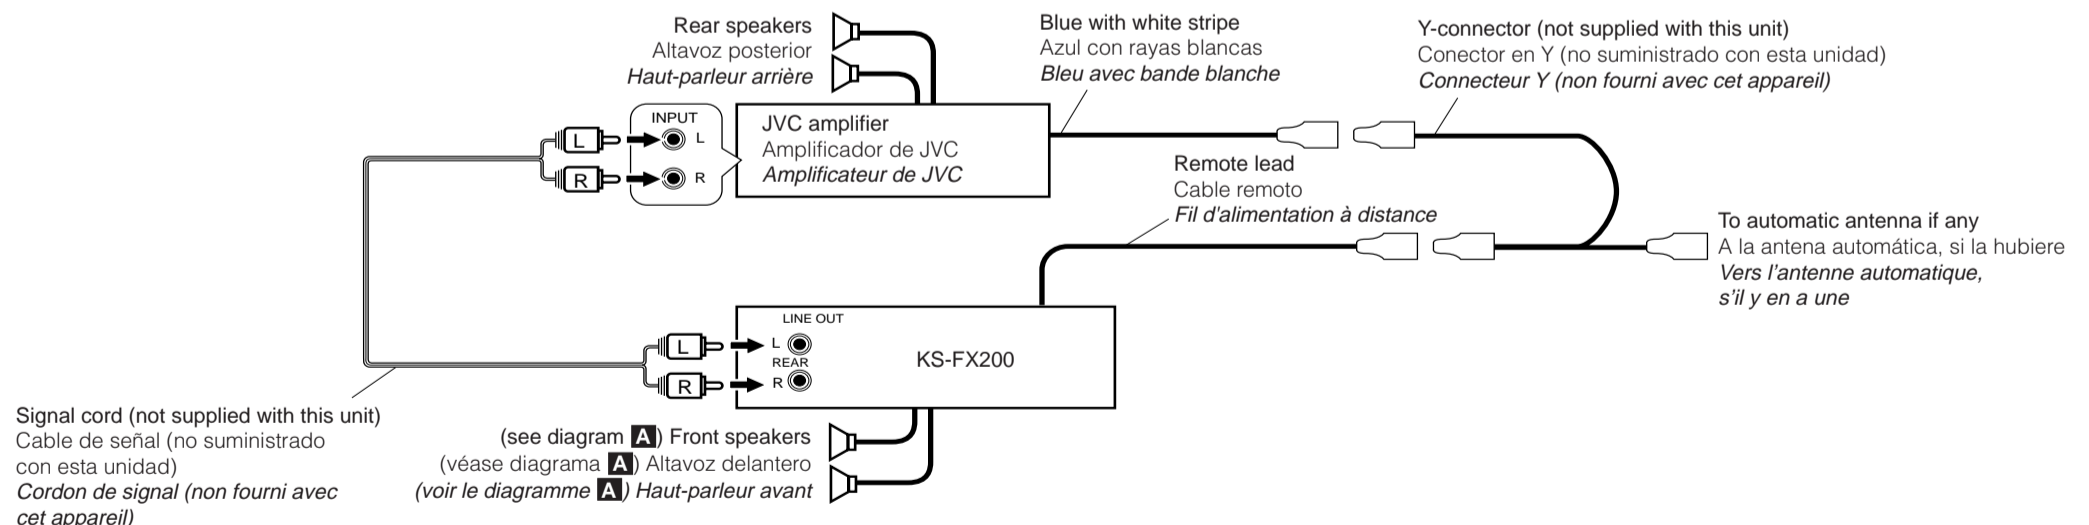 Rear speakers
Altavoz posterior
Haut-parleur arrière
Blue with white stripe
Azul con rayas blancas
Bleu avec bande blanche
Y-connector (not supplied with this unit)
Conector en Y (no suministrado con esta unidad)
Connecteur Y (non fourni avec cet appareil)
INPUT
L
L
R
R
JVC amplifier
Amplificador de JVC
Amplificateur de JVC
Remote lead
Cable remoto
Fil d'alimentation à distance
To automatic antenna if any
A la antena automática, si la hubiere
Vers l'antenne automatique,
s'il y en a une
LINE OUT
L
L
REAR
R
R
KS-FX200
Signal cord (not supplied with this unit)
Cable de señal (no suministrado
con esta unidad)
Cordon de signal (non fourni avec
cet appareil)
(see diagram A) Front speakers
(véase diagrama A) Altavoz delantero
(voir le diagramme A) Haut-parleur avant